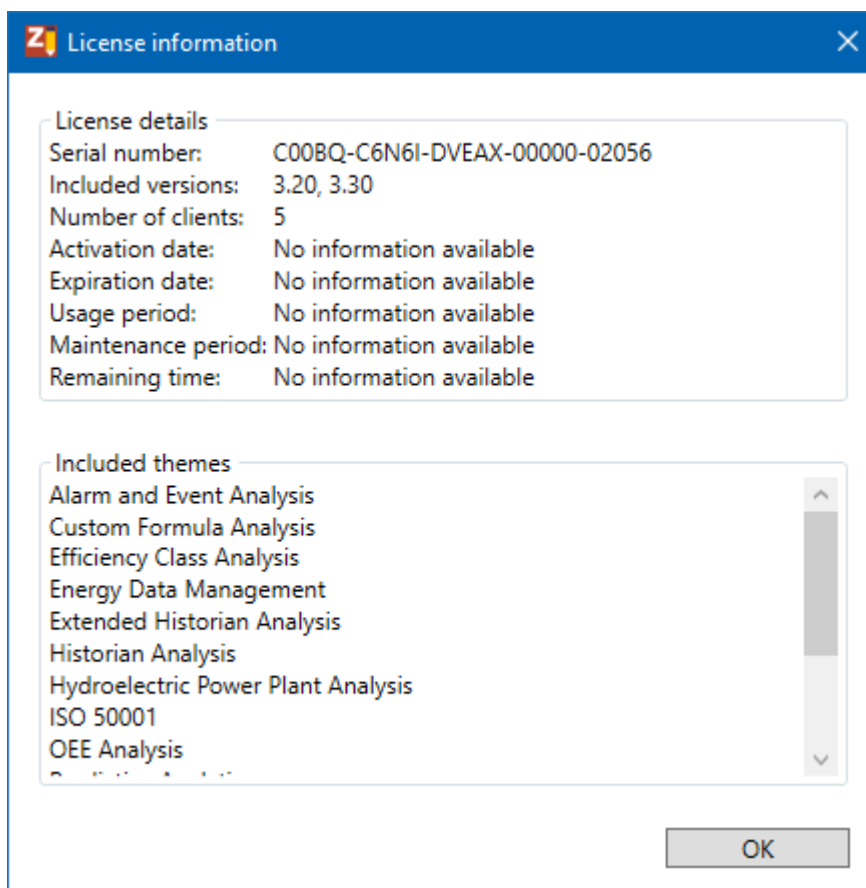 License information
License details
Serial number: C00BQ-C6N6I-DVEAX-00000-02056
Included versions: 3.20, 3.30
Number of clients: 5
Activation date: No information available
Expiration date: No information available
Usage period: No information available
Maintenance period: No information available
Remaining time: No information available
Included themes
Alarm and Event Analysis
Custom Formula Analysis
Efficiency Class Analysis
Energy Data Management
Extended Historian Analysis
Historian Analysis
Hydroelectric Power Plant Analysis
ISO 50001
OEE Analysis
OK